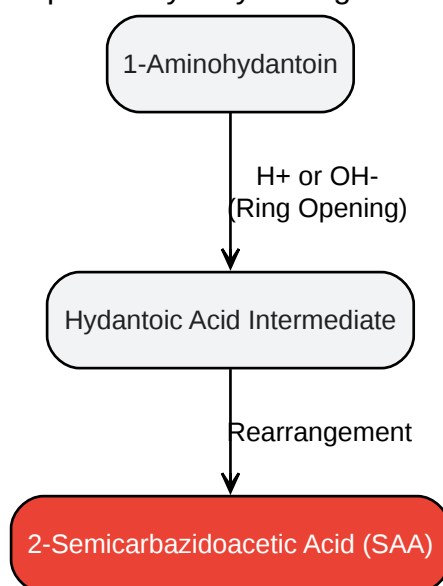 1-Aminohydantoin
H+ or OH-
(Ring Opening)
Hydantoic Acid Intermediate
Rearrangement
2-Semicarbazidoacetic Acid (SAA)